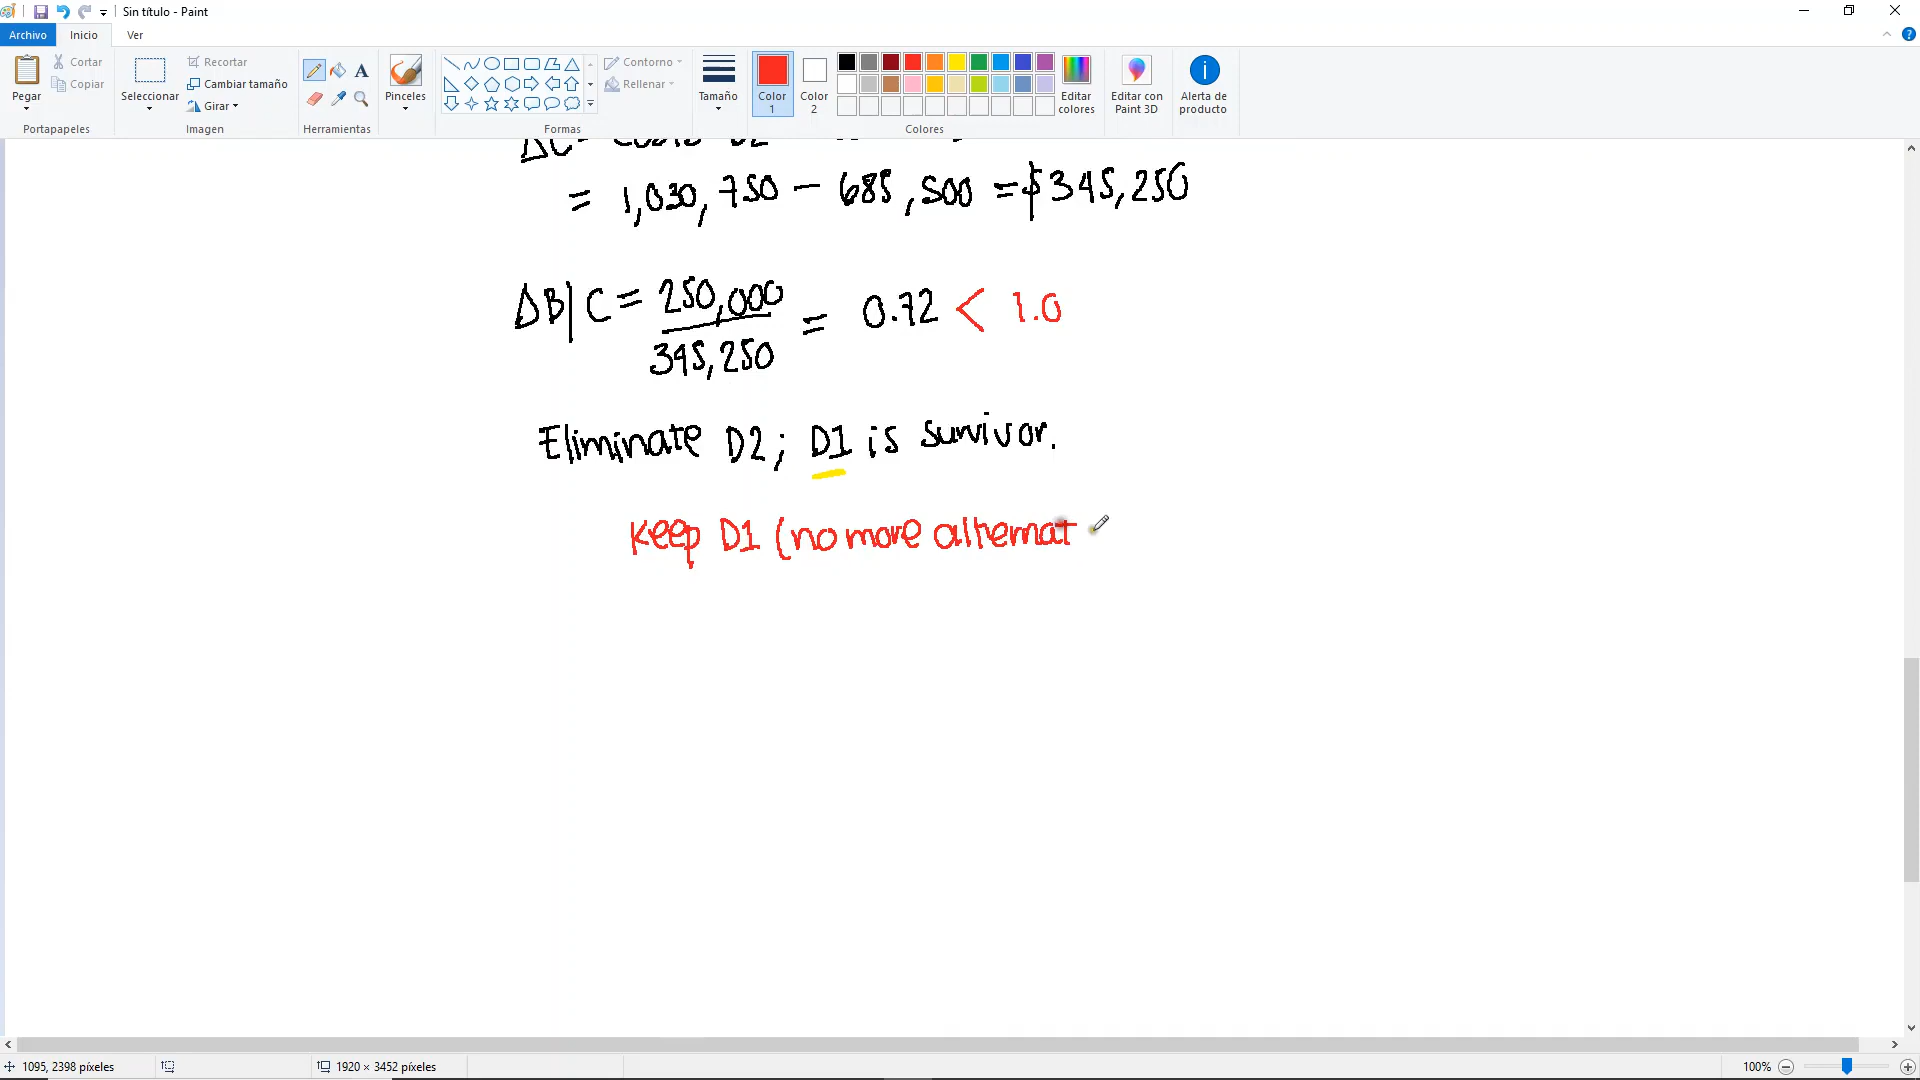 Sin título - Paint
Archivo Inicio Ver
Pegar
Cortar
Copiar
Portapapeles
Seleccionar
Recortar
Cambiar tamaño
Girar
Imagen
A
Herramientas
Pinceles
Contorno
Rellenar
Formas
Tamaño
Color 1
Color 2
Editar colores
Colores
Editar con Paint 3D
Alerta de producto
= 1,030,750 - 685,500 = $345,250
ΔB/C = 250,000
345,250
= 0.72 < 1.0
Eliminate D2; D1 is survivor.
Keep D1 (no more alternat
1095, 2398 píxeles
1920 × 3452 píxeles
100%